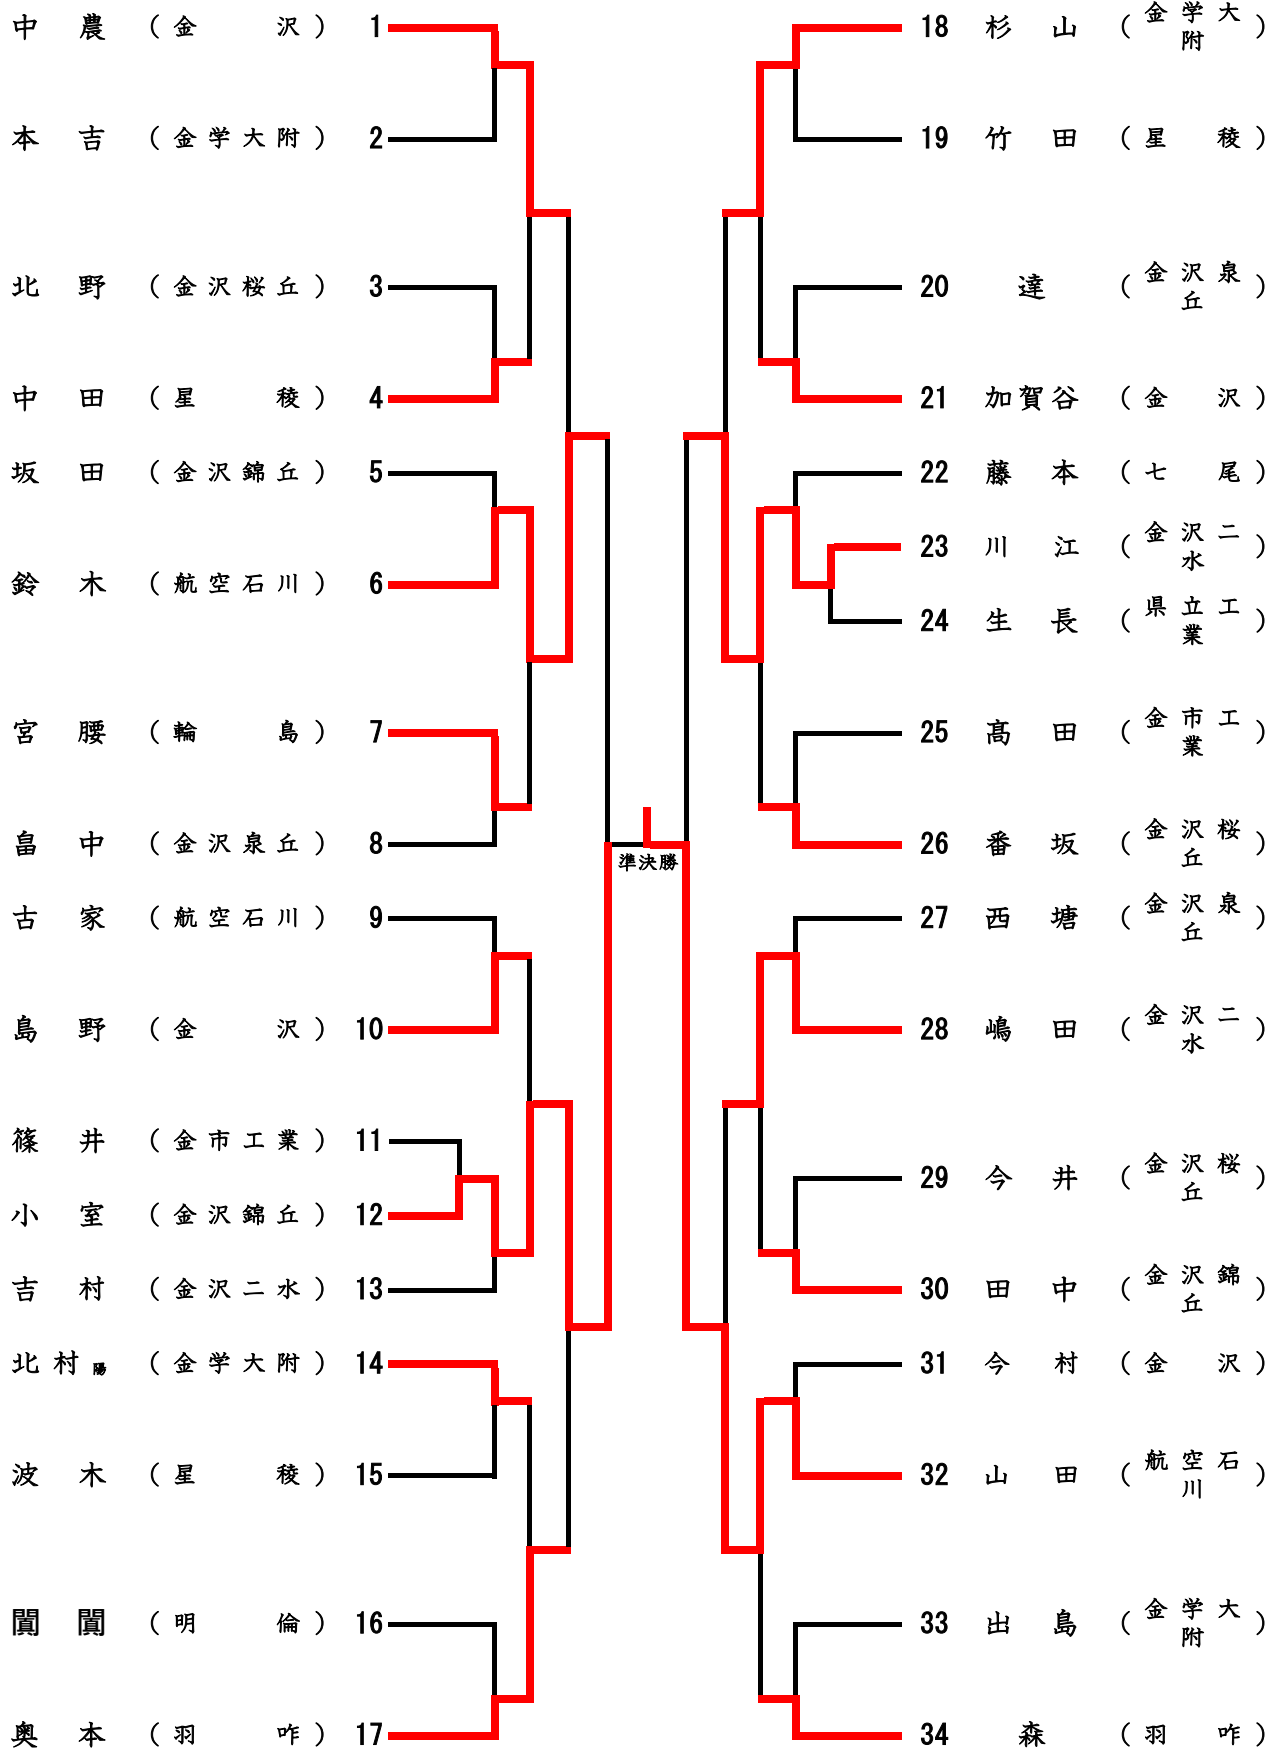 中農（金沢）1
本吉（金学大附）2
北野（金沢桜丘）3
中田（星稜）4
坂田（金沢錦丘）5
鈴木（航空石川）6
宮腰（輪島）7
畠中（金沢泉丘）8
古家（航空石川）9
島野（金沢）10
篠井（金市工業）11
小室（金沢錦丘）12
吉村（金沢二水）13
北村陽（金学大附）14
波木（星稜）15
（明倫）16
奥本（羽咋）17
準決勝
18 杉山（金学大附）
19 竹田（星稜）
20 達（金沢泉丘）
21 加賀谷（金沢）
22 藤本（七尾）
23 川江（金沢二水）
24 生長（県立工業）
25 髙田（金市工業）
26 番坂（金沢桜丘）
27 西塘（金沢泉丘）
28 嶋田（金沢二水）
29 今井（金沢桜丘）
30 田中（金沢錦丘）
31 今村（金沢）
32 山田（航空石川）
33 出島（金学大附）
34 森（羽咋）